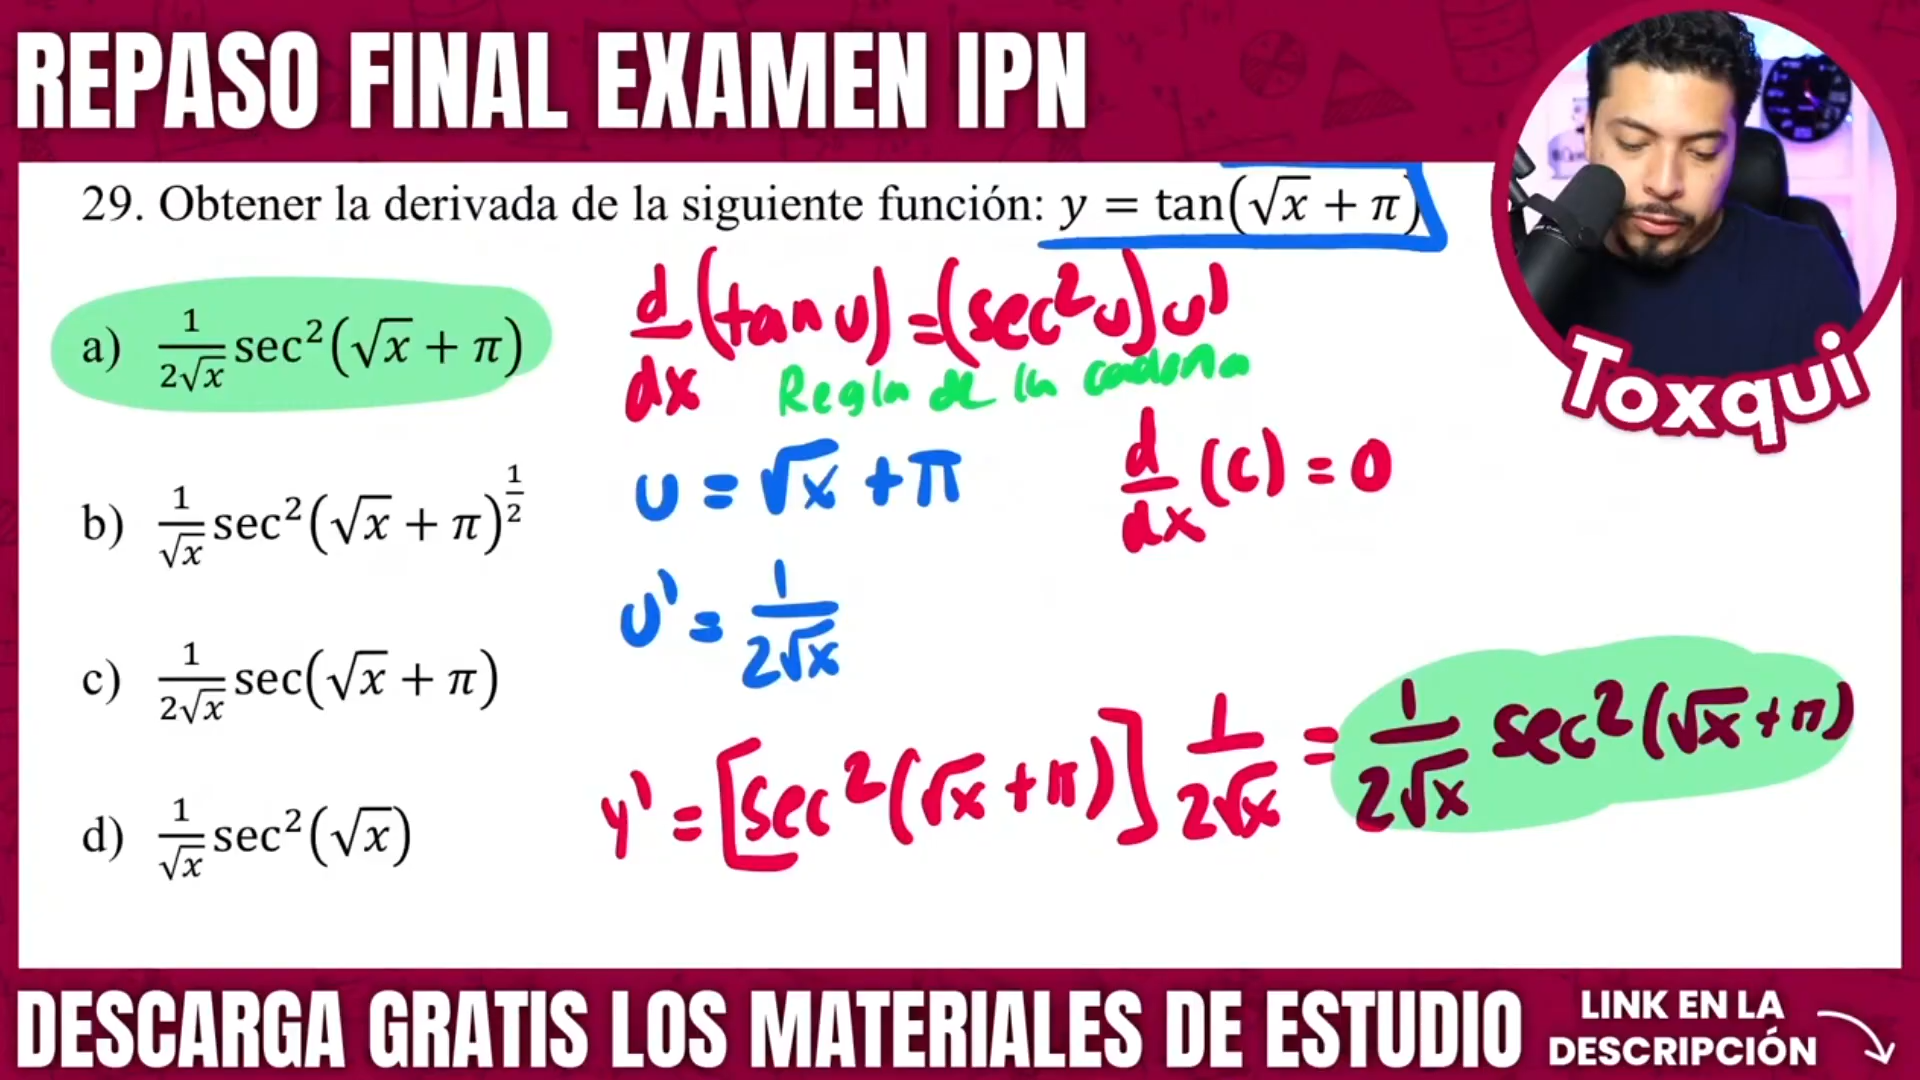 REPASO FINAL EXAMEN IPN
29. Obtener la derivada de la siguiente función: y = tan(√x + π)
a) 1/(2√x) sec²(√x + π)
b) 1/√x sec²(√x + π)^(1/2)
c) 1/(2√x) sec(√x + π)
d) 1/√x sec²(√x)
d/dx (tan u) = (sec² u) u'
Regla de la cadena
u = √x + π
d/dx (c) = 0
u' = 1/(2√x)
y' = [sec²(√x + π)] 1/(2√x) = 1/(2√x) sec²(√x + π)
Toxqui
DESCARGA GRATIS LOS MATERIALES DE ESTUDIO
LINK EN LA
DESCRIPCIÓN